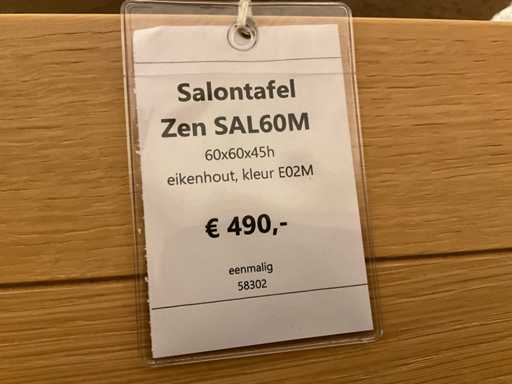 Salontafel
Zen SAL60M
60x60x45h
eikenhout, kleur E02M
€ 490,-
eenmalig
58302